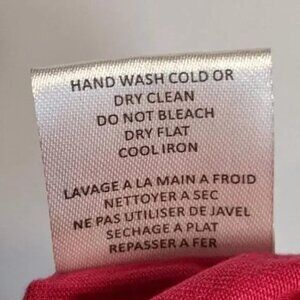 HAND WASH COLD OR
DRY CLEAN
DO NOT BLEACH
DRY FLAT
COOL IRON
LAVAGE A LA MAIN A FROID
NETTOYER A SEC
NE PAS UTILISER DE JAVEL
SECHAGE A PLAT
REPASSER A FER